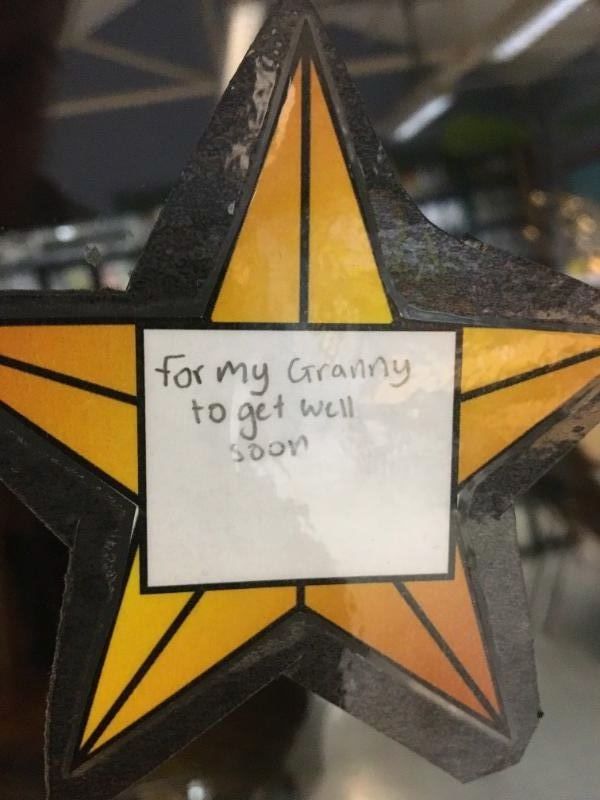 for my Granny
to get well
soon